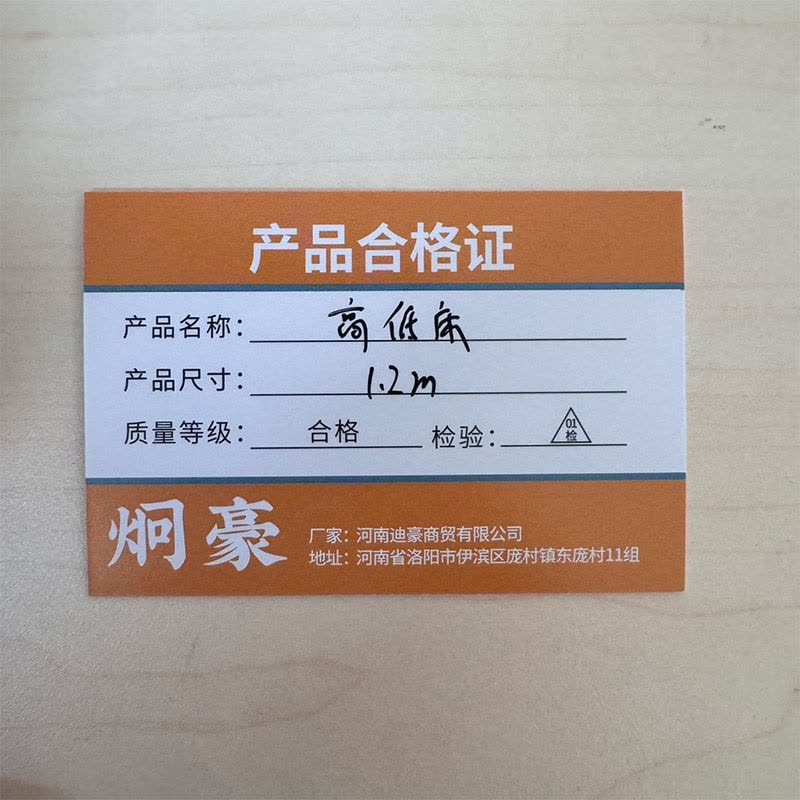 产品合格证
产品名称：高低床
产品尺寸：1.2m
质量等级：合格 检验：01检
炯豪
厂家：河南迪豪商贸有限公司
地址：河南省洛阳市伊滨区庞村镇东庞村11组